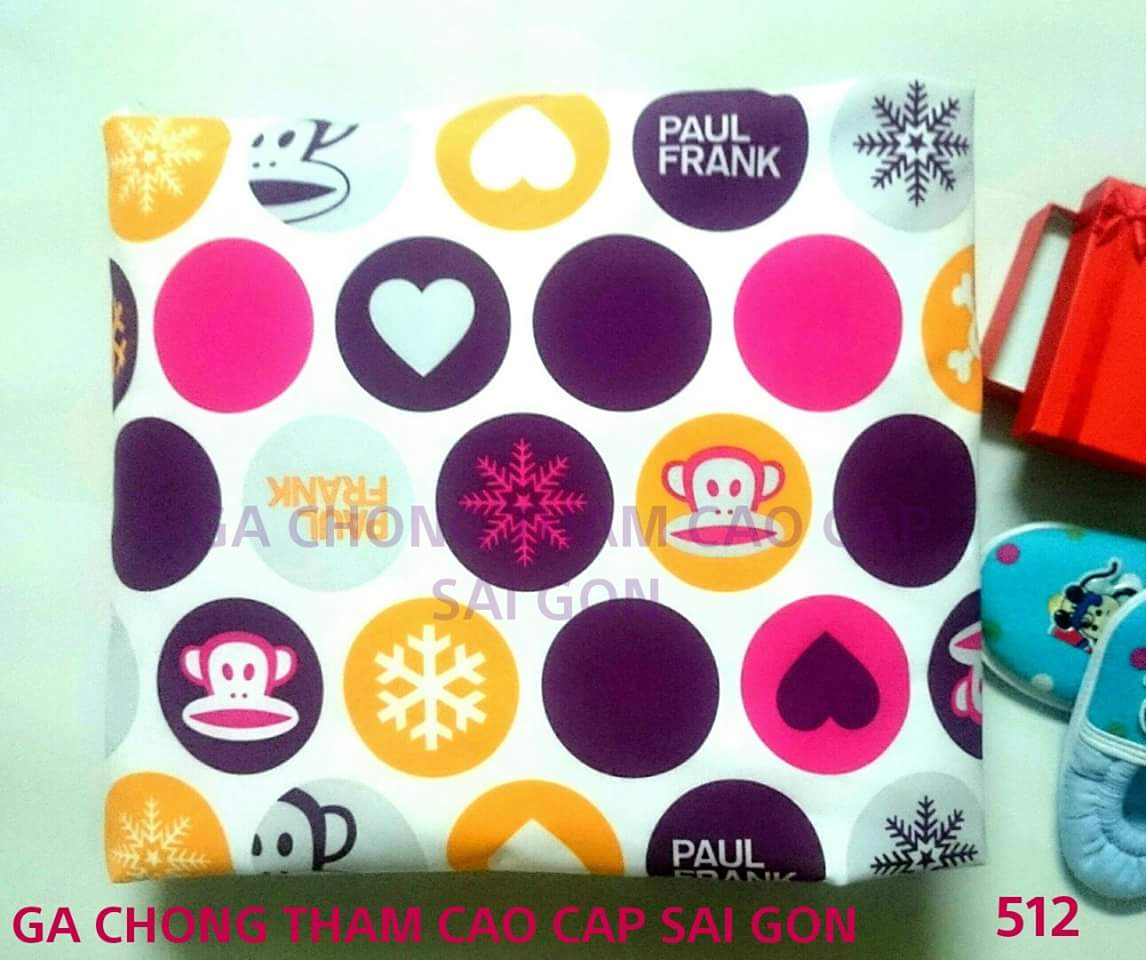 PAUL
FRANK
PAUL
FRANK
GA CHONG THAM CAO CAP
SAI GON
PAUL
FRANK
GA CHONG THAM CAO CAP SAI GON
512